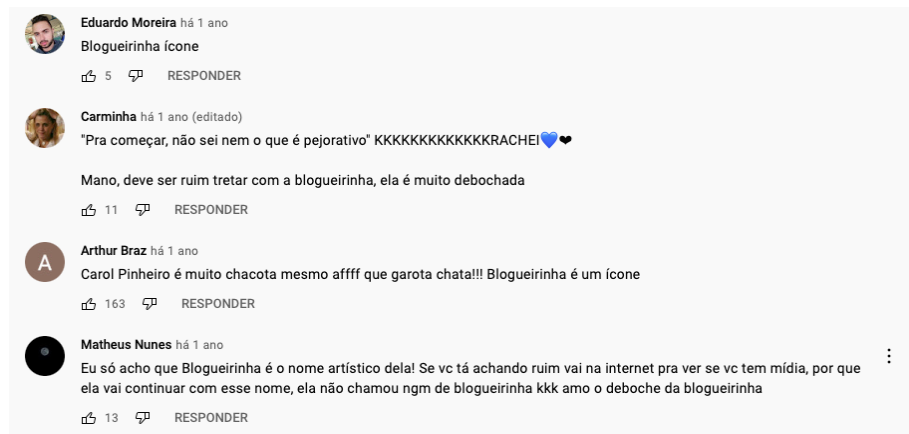 Eduardo Moreira há 1 ano
Blogueirinha ícone
5 RESPONDER
Carminha há 1 ano (editado)
"Pra começar, não sei nem o que é pejorativo" KKKKKKKKKKKKKRACHEI💙❤
Mano, deve ser ruim tretar com a blogueirinha, ela é muito debochada
11 RESPONDER
A
Arthur Braz há 1 ano
Carol Pinheiro é muito chacota mesmo affff que garota chata!!! Blogueirinha é um ícone
163 RESPONDER
Matheus Nunes há 1 ano
Eu só acho que Blogueirinha é o nome artístico dela! Se vc tá achando ruim vai na internet pra ver se vc tem mídia, por que
ela vai continuar com esse nome, ela não chamou ngm de blogueirinha kkk amo o deboche da blogueirinha
13 RESPONDER